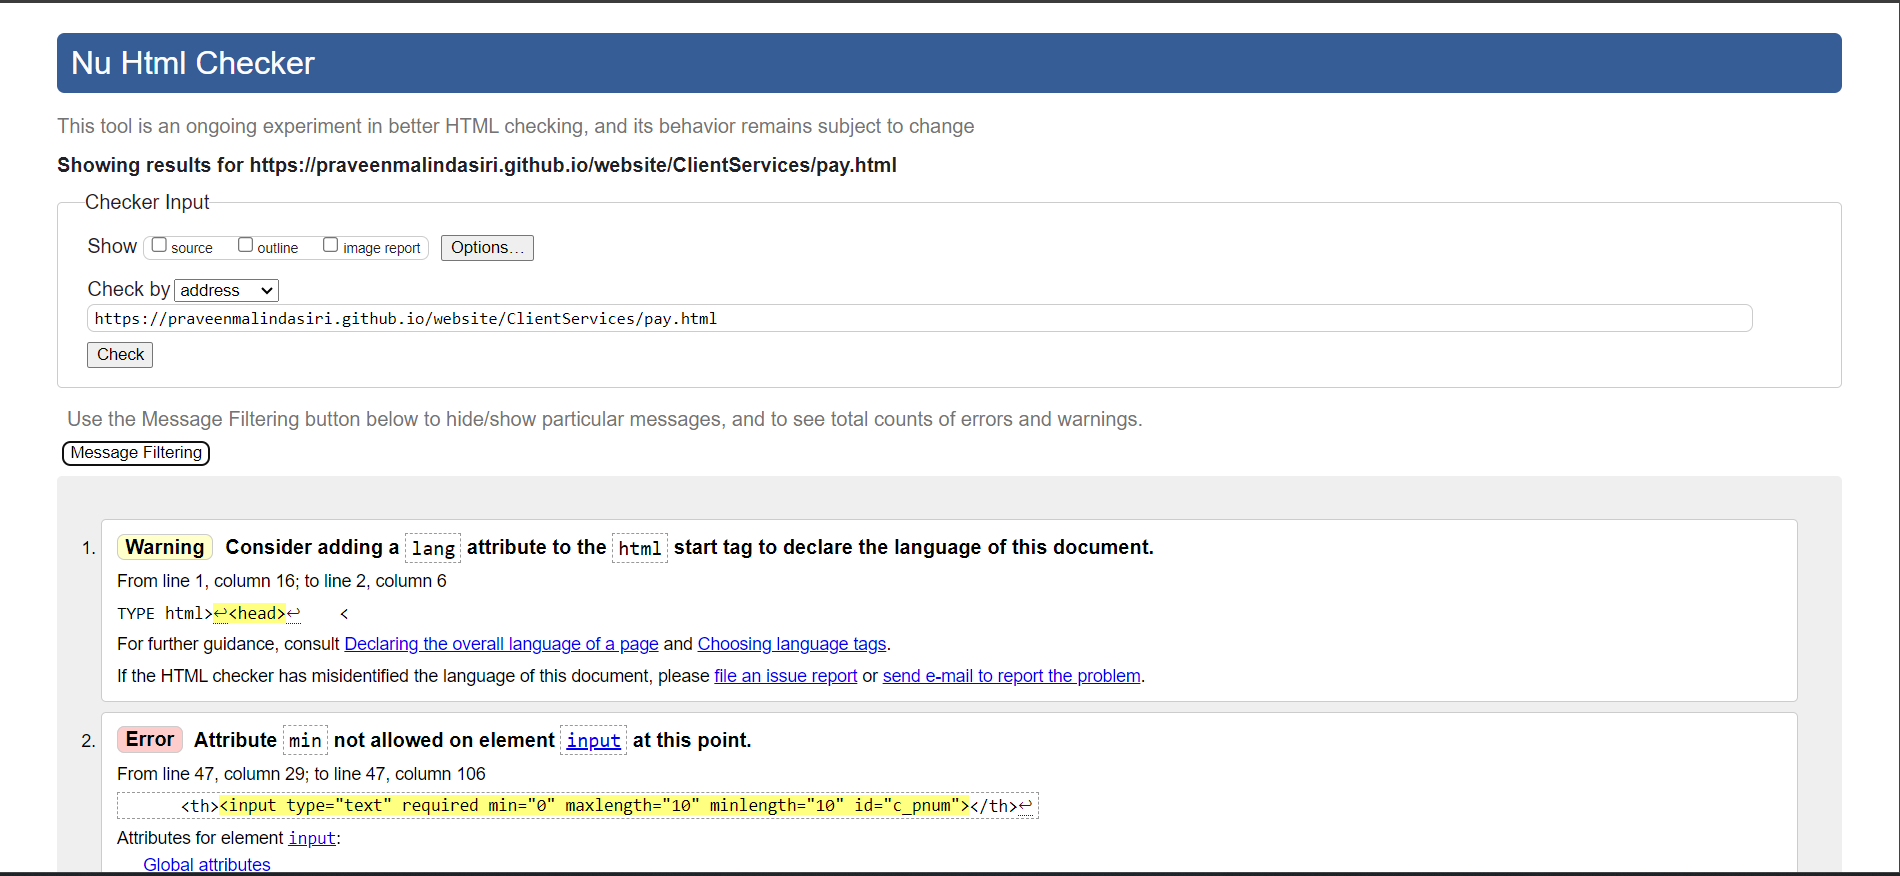 Nu Html Checker
This tool is an ongoing experiment in better HTML checking, and its behavior remains subject to change
Showing results for https://praveenmalindasiri.github.io/website/ClientServices/pay.html
Checker Input
Show source outline image report Options...
Check by address
https://praveenmalindasiri.github.io/website/ClientServices/pay.html
Check
Use the Message Filtering button below to hide/show particular messages, and to see total counts of errors and warnings.
Message Filtering
1. Warning Consider adding a lang attribute to the html start tag to declare the language of this document.
From line 1, column 16; to line 2, column 6
TYPE html>↩<head>↩    <
For further guidance, consult Declaring the overall language of a page and Choosing language tags.
If the HTML checker has misidentified the language of this document, please file an issue report or send e-mail to report the problem.
2. Error Attribute min not allowed on element input at this point.
From line 47, column 29; to line 47, column 106
<th><input type="text" required min="0" maxlength="10" minlength="10" id="c_pnum"></th>↩
Attributes for element input:
Global attributes